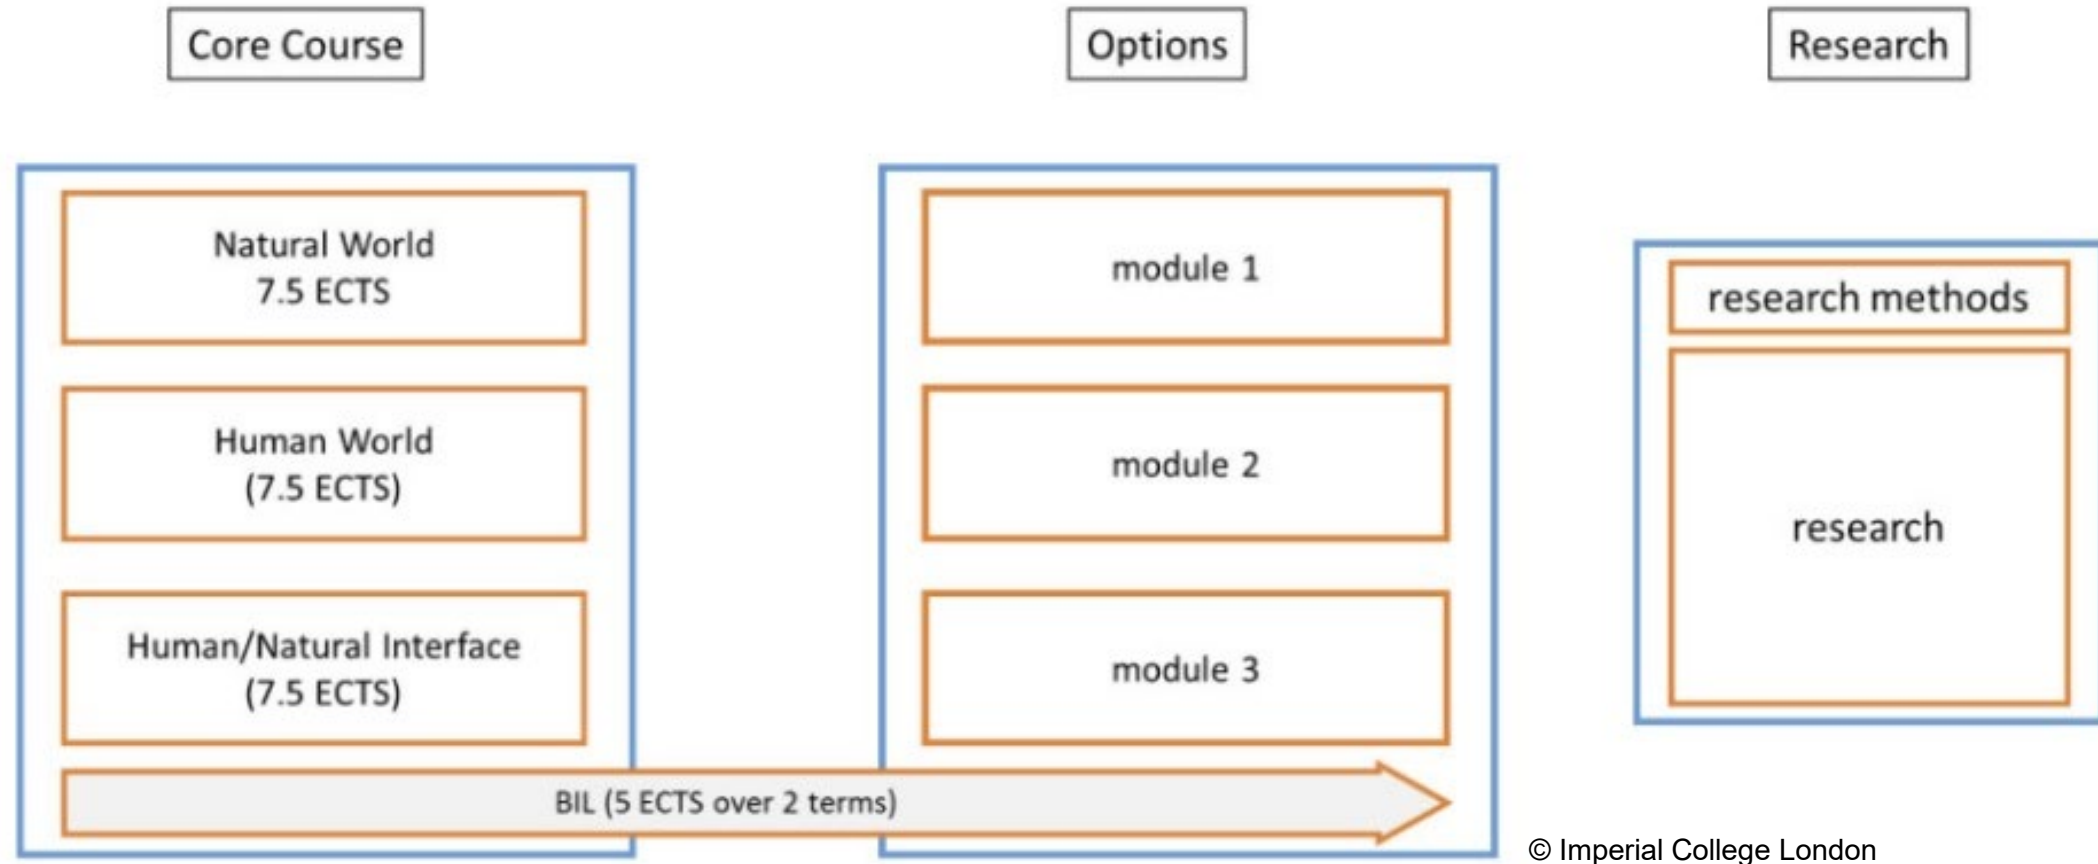 Core Course
Options
Research
Natural World
7.5 ECTS
Human World
(7.5 ECTS)
Human/Natural Interface
(7.5 ECTS)
module 1
module 2
module 3
research methods
research
BIL (5 ECTS over 2 terms)
© Imperial College London